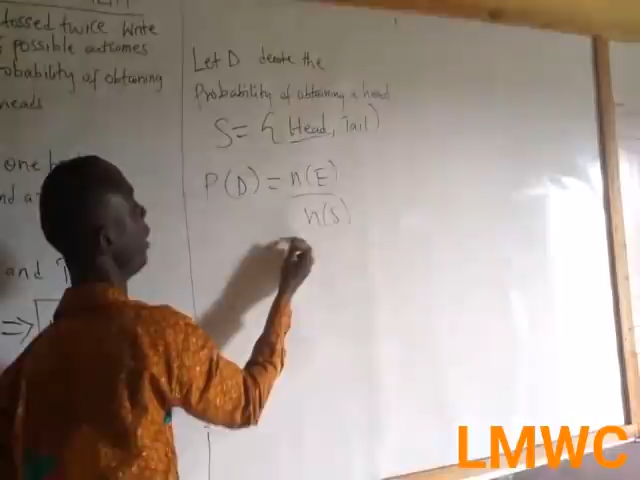 tossed twice Write
possible outcomes
robability of obtaining
heads
one
and
Let D denote the
Probability of obtaining a head
S = { Head, Tail }
P(D) = n(E)
n(S)
LMWC